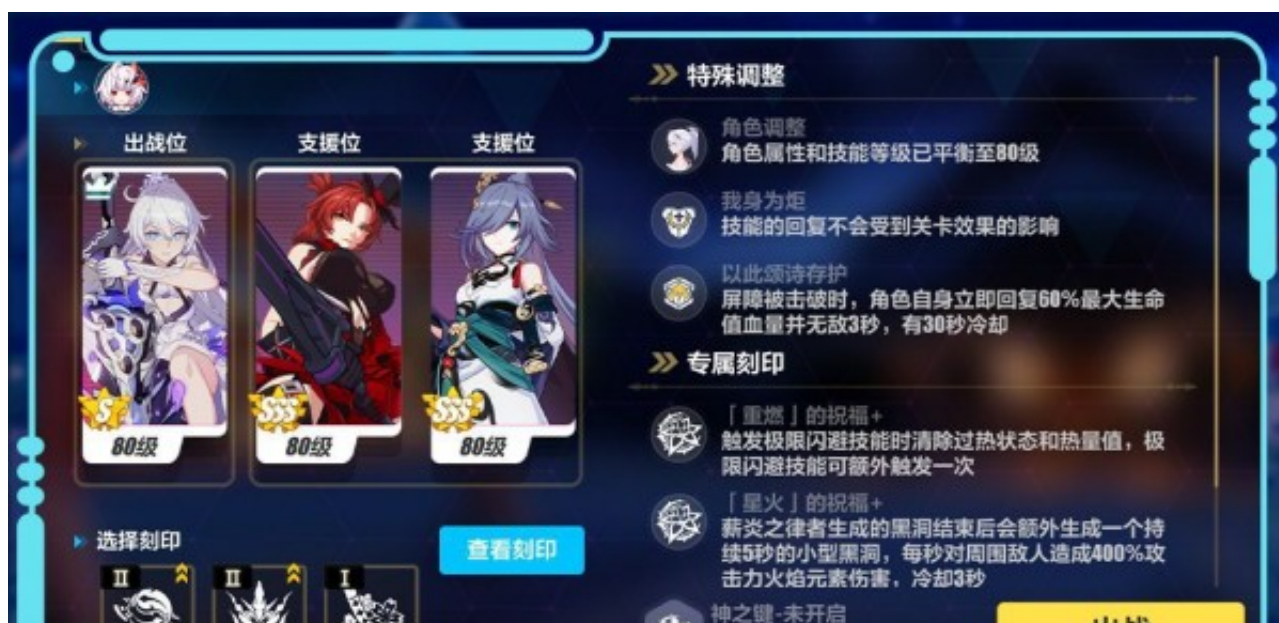 出战位
支援位
支援位
S
SSS
SSS
80级
80级
80级
选择刻印
查看刻印
II
II
I
特殊调整
角色调整
角色属性和技能等级已平衡至80级
我身为炬
技能的回复不会受到关卡效果的影响
以此颂诗存护
屏障被击破时，角色自身立即回复60%最大生命
值血量并无敌3秒，有30秒冷却
专属刻印
「重燃」的祝福+
触发极限闪避技能时清除过热状态和热量值，极
限闪避技能可额外触发一次
「星火」的祝福+
薪炎之律者生成的黑洞结束后会额外生成一个持
续5秒的小型黑洞，每秒对周围敌人造成400%攻
击力火焰元素伤害，冷却3秒
神之键-未开启
出战